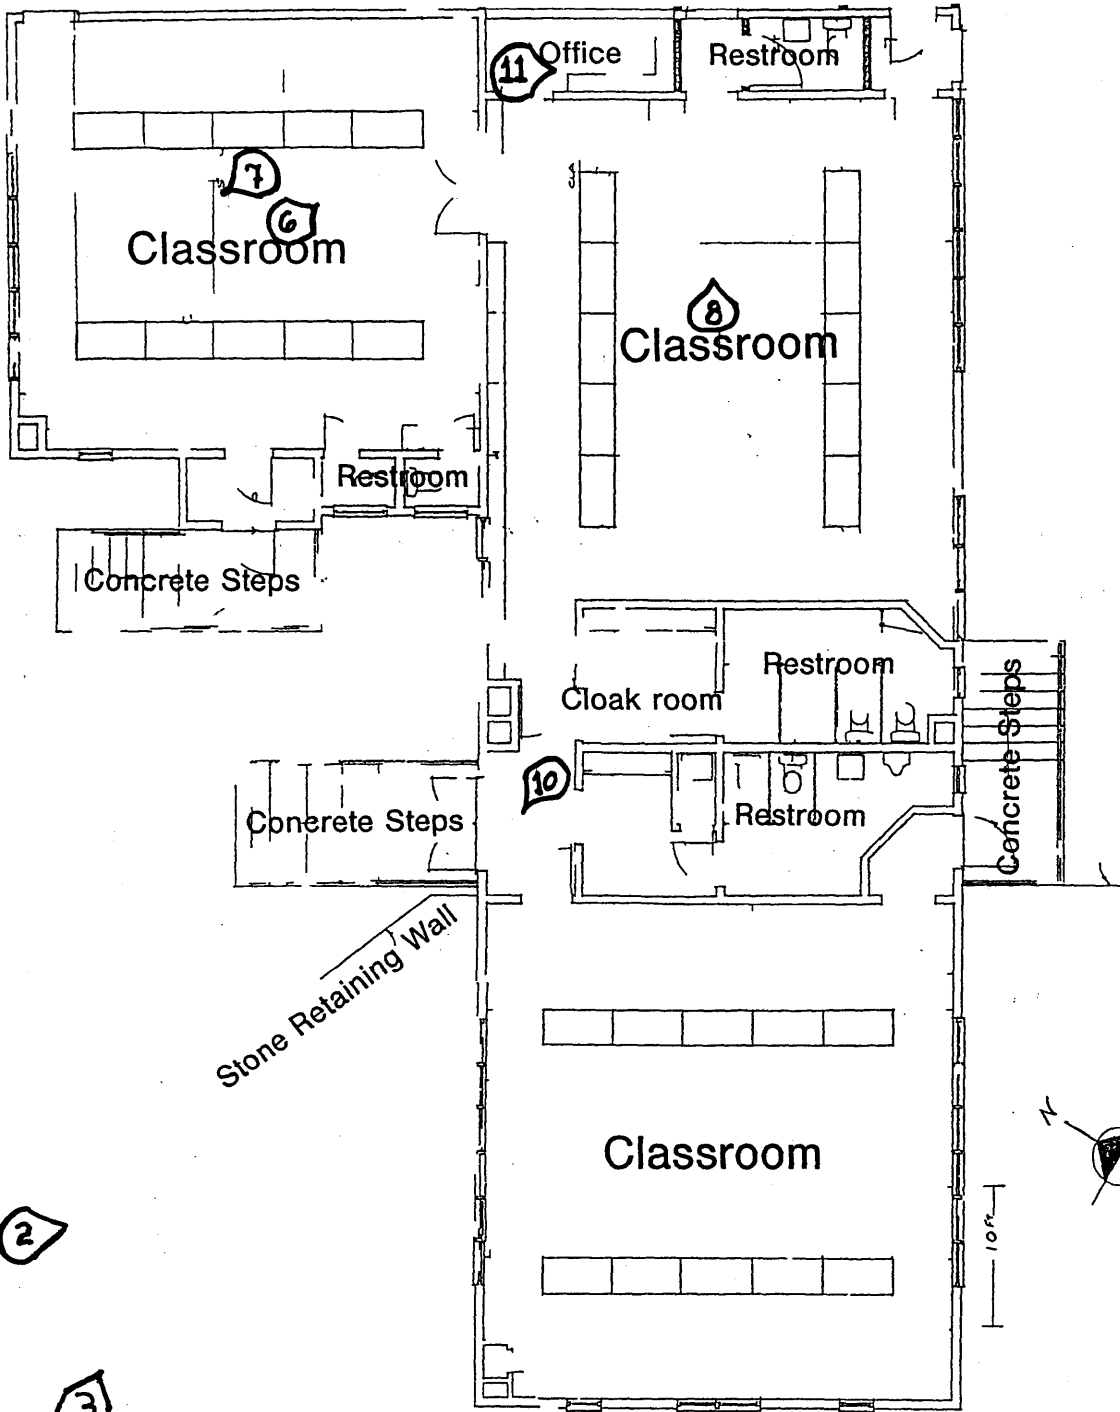 11
Office
Restroom
7
6
Classroom
8
Classroom
Restroom
Concrete Steps
Restroom
Cloak room
Concrete Steps
10
Concrete Steps
Restroom
Stone Retaining Wall
N
Classroom
10 Ft
2
3